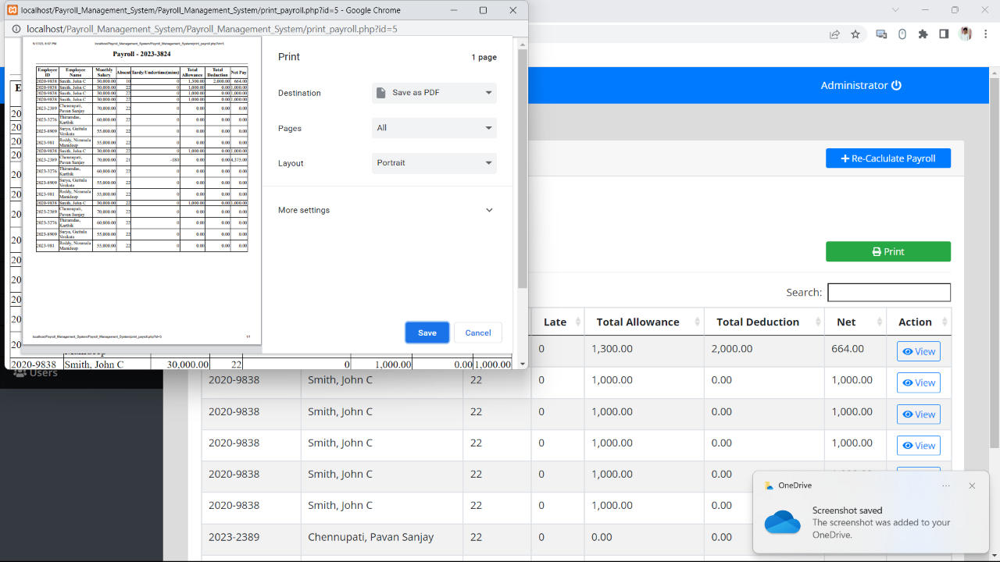 localhost/Payroll_Management_System/Payroll_Management_System/print_payroll.php?id=5 - Google Chrome
localhost/Payroll_Management_System/Payroll_Management_System/print_payroll.php?id=5
localhost/Payroll_Management_System/Payroll_Management_System/print_payroll.php?id=5
Payroll - 2023-3824
Employee ID Employee Name Monthly Salary Absent Tardy/Undertime(mins) Total Allowance Total Deduction Net Pay
2020-9838 Smith, John C 30,000.00 10 0 1,300.00 2,000.00 664.00
2020-9838 Smith, John C 30,000.00 22 0 1,000.00 0.00 1,000.00
2020-9838 Smith, John C 30,000.00 22 0 1,000.00 0.00 1,000.00
2020-9838 Smith, John C 30,000.00 22 0 1,000.00 0.00 1,000.00
2023-2389 Chennupati, Pavan Sanjay 70,000.00 22 0 0.00 0.00 0.00
2023-3276 Thiramdas, Karthik 60,000.00 22 0 0.00 0.00 0.00
2023-8909 Surya, Guttula Venkata 55,000.00 22 0 0.00 0.00 0.00
2023-981 Reddy, Nimmala Manideep 55,000.00 22 0 0.00 0.00 0.00
2020-9838 Smith, John C 30,000.00 22 0 1,000.00 0.00 1,000.00
2023-2389 Chennupati, Pavan Sanjay 70,000.00 21 -180 0.00 0.00 4,375.00
2023-3276 Thiramdas, Karthik 60,000.00 22 0 0.00 0.00 0.00
2023-8909 Surya, Guttula Venkata 55,000.00 22 0 0.00 0.00 0.00
2023-981 Reddy, Nimmala Manideep 55,000.00 22 0 0.00 0.00 0.00
2020-9838 Smith, John C 30,000.00 22 0 1,000.00 0.00 1,000.00
2023-2389 Chennupati, Pavan Sanjay 70,000.00 22 0 0.00 0.00 0.00
2023-3276 Thiramdas, Karthik 60,000.00 22 0 0.00 0.00 0.00
2023-8909 Surya, Guttula Venkata 55,000.00 22 0 0.00 0.00 0.00
2023-981 Reddy, Nimmala Manideep 55,000.00 22 0 0.00 0.00 0.00
localhost/Payroll_Management_System/Payroll_Management_System/print_payroll.php?id=5 1/1
Print 1 page
Destination Save as PDF
Pages All
Layout Portrait
More settings
Save Cancel
2020-9838 Smith, John C 30,000.00 22 0 1,000.00 0.00 1,000.00
Users
Administrator
Re-Caclulate Payroll
Print
Search:
Late Total Allowance Total Deduction Net Action
0 1,300.00 2,000.00 664.00 View
2020-9838 Smith, John C 22 0 1,000.00 0.00 1,000.00 View
2020-9838 Smith, John C 22 0 1,000.00 0.00 1,000.00 View
2020-9838 Smith, John C 22 0 1,000.00 0.00 1,000.00 View
2020-9838 Smith, John C 22 0 1,000.00 0.00
2020-9838 Smith, John C 22 0 1,000.00 0.00
2023-2389 Chennupati, Pavan Sanjay 22 0 0.00 0.00
OneDrive
Screenshot saved
The screenshot was added to your
OneDrive.